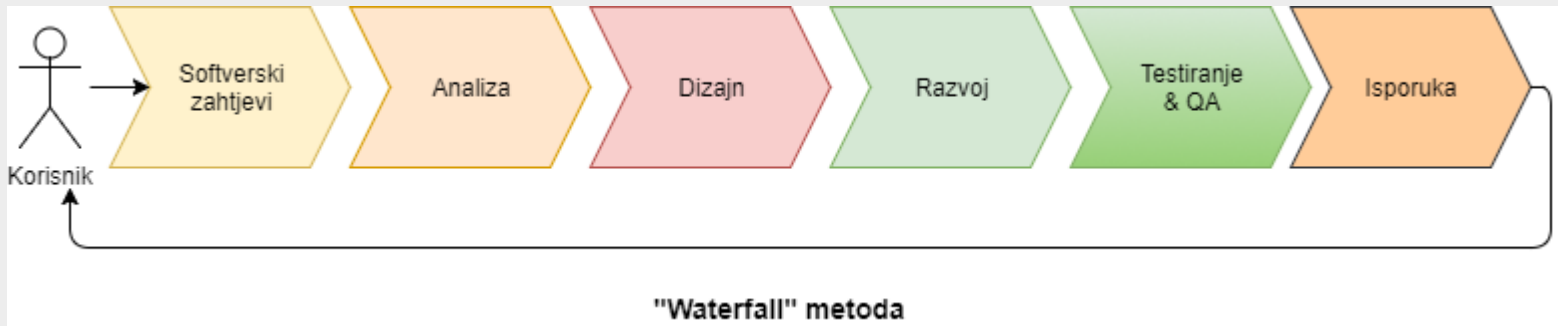 Softverski
zahtjevi
Analiza
Dizajn
Razvoj
Testiranje
& QA
Isporuka
Korisnik
"Waterfall" metoda